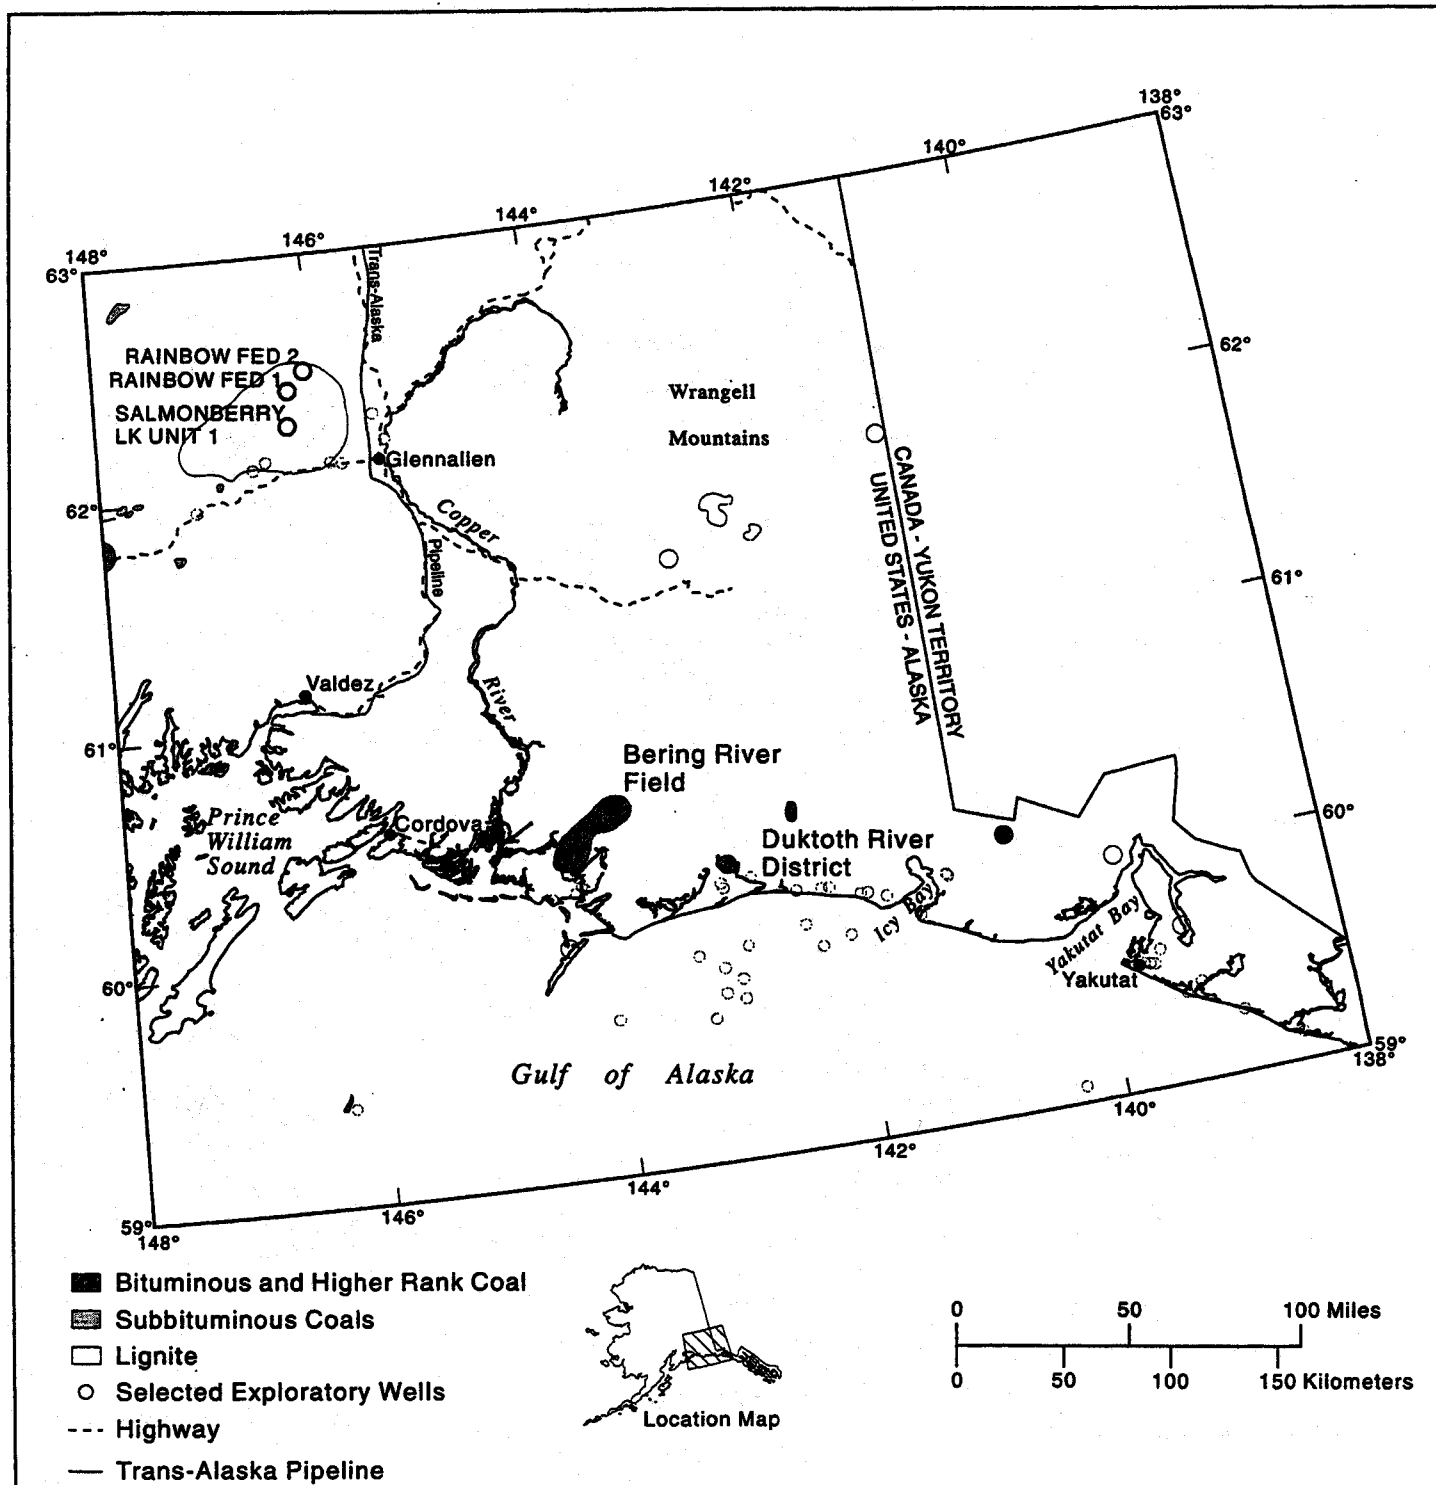 138°
63°
140°
142°
144°
146°
148°
63°
Trans-Alaska
62°
RAINBOW FED 2
RAINBOW FED 1
SALMONBERRY
LK UNIT 1
Wrangell
Mountains
Glennallen
62°
Copper
Pipeline
CANADA - YUKON TERRITORY
UNITED STATES - ALASKA
61°
Valdez
River
61°
Bering River
Field
60°
Prince
William
Sound
Cordova
Duktoth River
District
Icy Bay
Yakutat Bay
Yakutat
60°
59°
138°
Gulf of Alaska
140°
142°
144°
146°
59°
148°
Bituminous and Higher Rank Coal
Subbituminous Coals
Lignite
Selected Exploratory Wells
Highway
Trans-Alaska Pipeline
Location Map
0 50 100 Miles
0 50 100 150 Kilometers